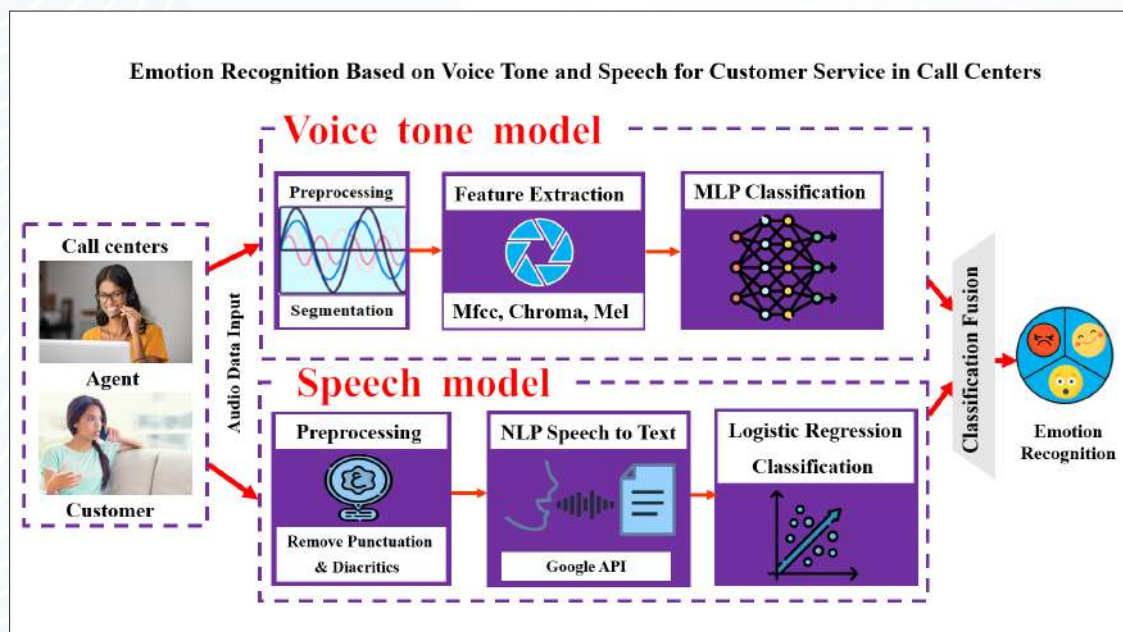 Emotion Recognition Based on Voice Tone and Speech for Customer Service in Call Centers
Voice tone model
Preprocessing
Segmentation
Feature Extraction
Mfcc, Chroma, Mel
MLP Classification
Call centers
Agent
Customer
Audio Data Input
Speech model
Preprocessing
Remove Punctuation
& Diacritics
NLP Speech to Text
Google API
Logistic Regression
Classification
Classification Fusion
Emotion
Recognition